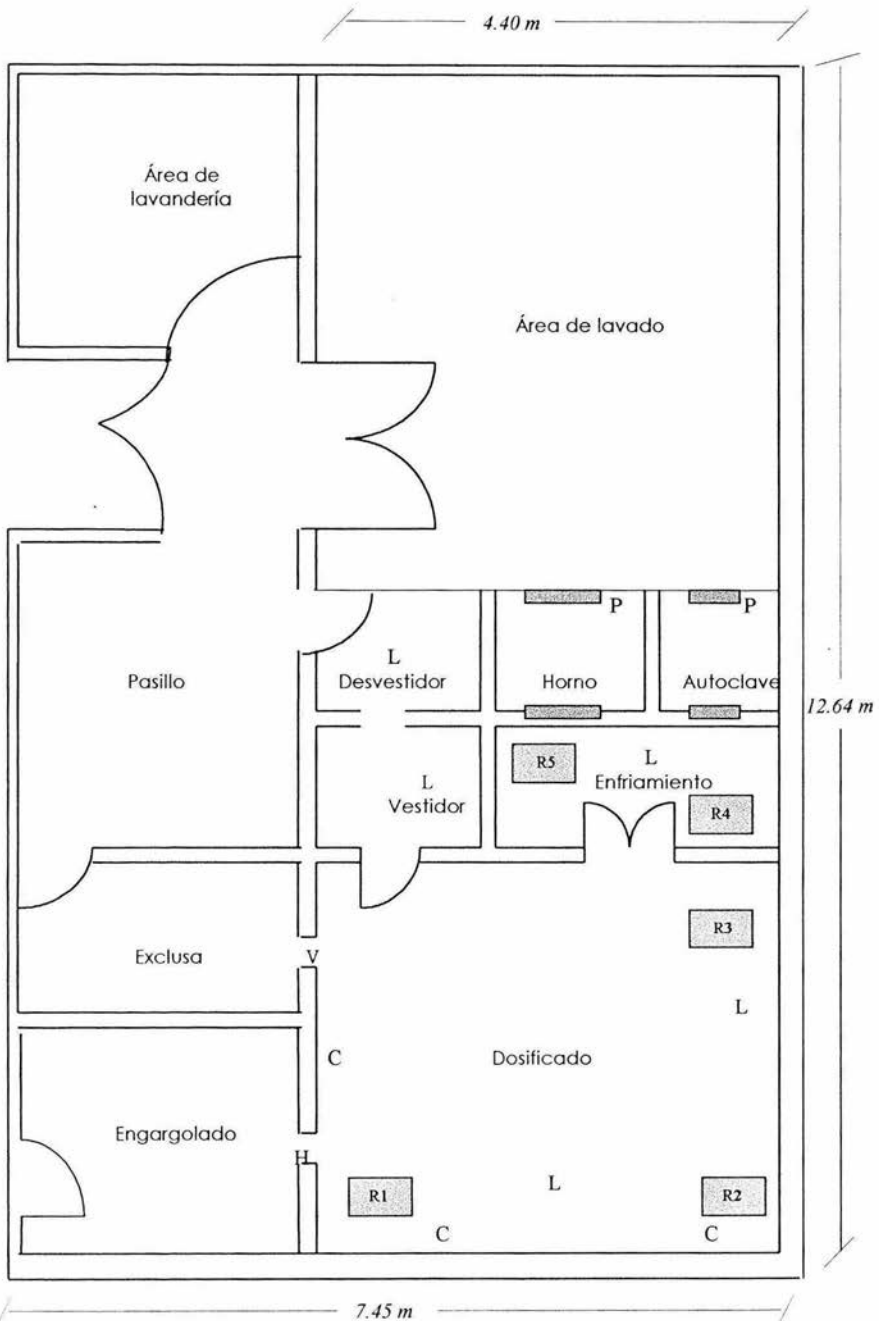 4.40 m
Área de
lavandería
Área de lavado
P
P
L
Pasillo
Desvestidor
Horno
Autoclave
12.64 m
R5
L
Enfriamiento
L
Vestidor
R4
R3
Exclusa
V
L
C
Dosificado
Engargolado
H
R1
L
R2
C
C
7.45 m